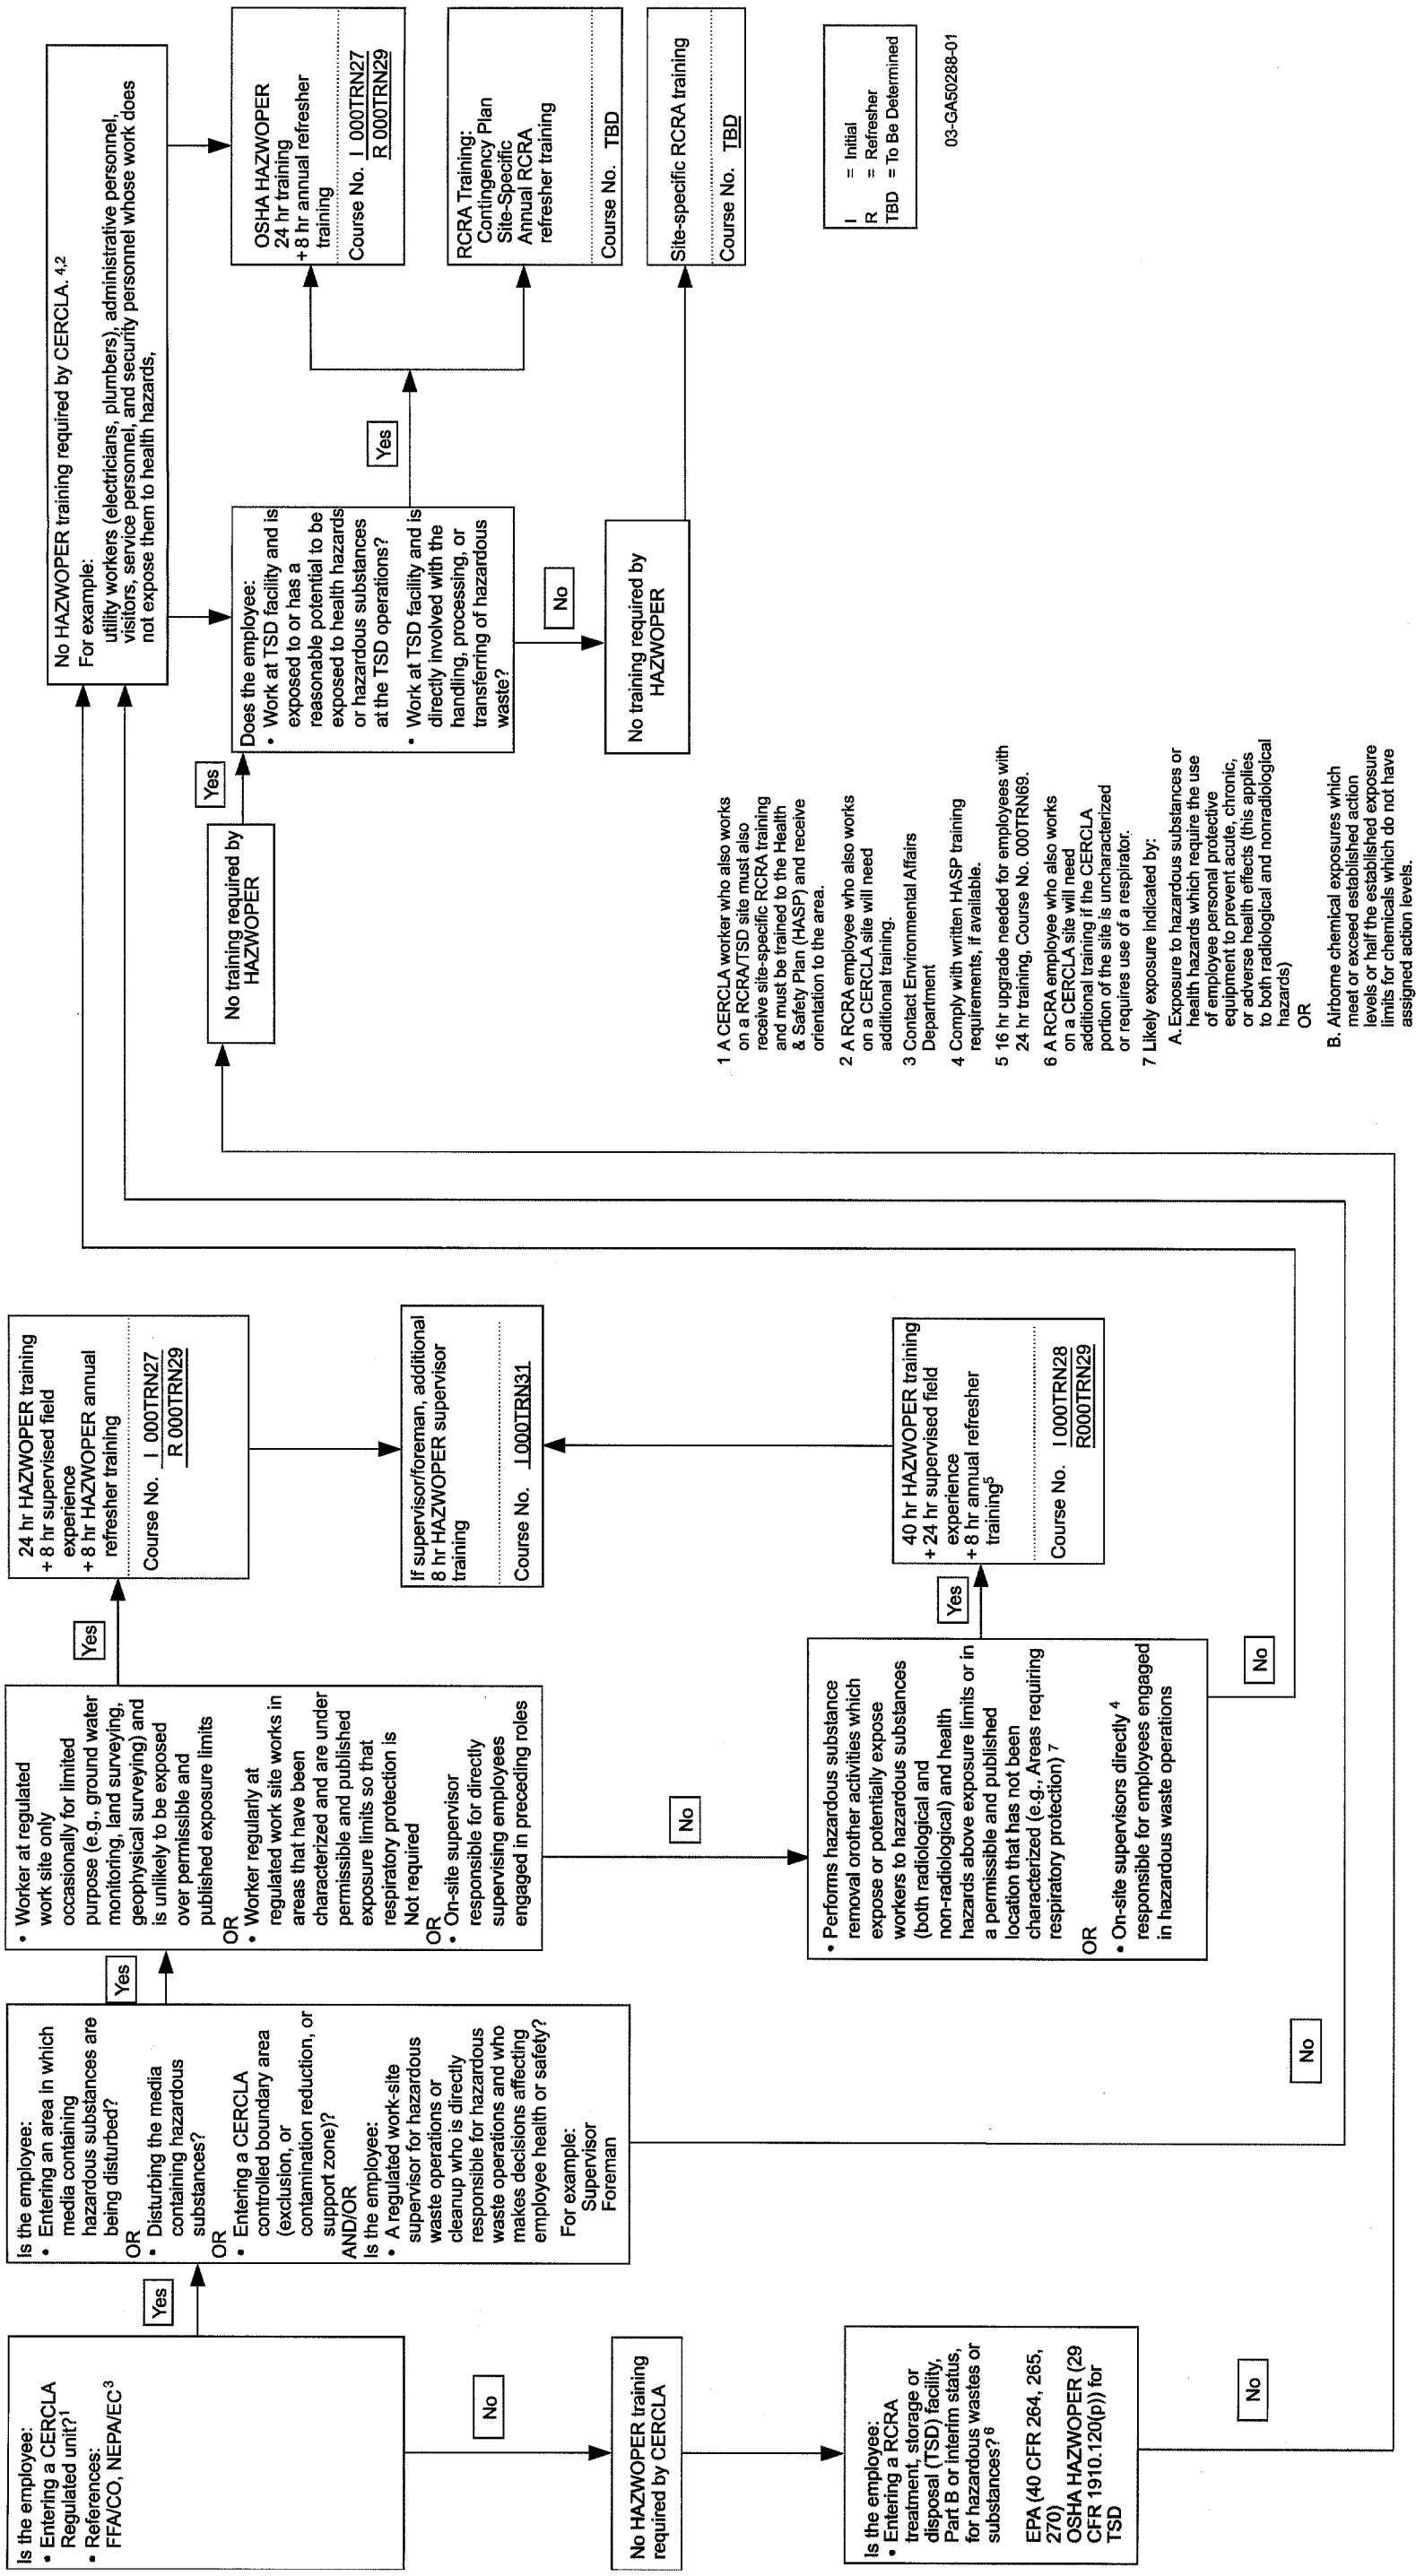 Is the employee:
• Entering a CERCLA
Regulated unit?1
• References:
FFA/CO, NEPA/EC3
Yes
No
No HAZWOPER training
required by CERCLA
Is the employee:
• Entering a RCRA
treatment, storage or
disposal (TSD) facility,
Part B or interim status,
for hazardous wastes or
substances?6
EPA (40 CFR 264, 265,
270)
OSHA HAZWOPER (29
CFR 1910.120(p)) for
TSD
No
Is the employee:
• Entering an area in which
media containing
hazardous substances are
being disturbed?
OR
• Disturbing the media
containing hazardous
substances?
OR
• Entering a CERCLA
controlled boundary area
(exclusion, or
contamination reduction, or
support zone)?
AND/OR
Is the employee:
• A regulated work-site
supervisor for hazardous
waste operations or
cleanup who is directly
responsible for hazardous
waste operations and who
makes decisions affecting
employee health or safety?
For example:
Supervisor
Foreman
Yes
No
• Worker at regulated
work site only
occasionally for limited
purpose (e.g., ground water
monitoring, land surveying,
geophysical surveying) and
is unlikely to be exposed
over permissible and
published exposure limits
OR
• Worker regularly at
regulated work site works in
areas that have been
characterized and are under
permissible and published
exposure limits so that
respiratory protection is
Not required
OR
• On-site supervisor
responsible for directly
supervising employees
engaged in preceding roles
Yes
No
• Performs hazardous substance
removal orother activities which
expose or potentially expose
workers to hazardous substances
(both radiological and
non-radiological) and health
hazards above exposure limits or in
a permissible and published
location that has not been
characterized (e.g., Areas requiring
respiratory protection) 7
OR
• On-site supervisors directly 4
responsible for employees engaged
in hazardous waste operations
Yes
No
24 hr HAZWOPER training
+ 8 hr supervised field
experience
+ 8 hr HAZWOPER annual
refresher training
Course No. I 000TRN27
R 000TRN29
If supervisor/foreman, additional
8 hr HAZWOPER supervisor
training
Course No. I 000TRN31
40 hr HAZWOPER training
+ 24 hr supervised field
experience
+ 8 hr annual refresher
training5
Course No. I 000TRN28
R000TRN29
No HAZWOPER training required by CERCLA. 4,2
For example:
utility workers (electricians, plumbers), administrative personnel,
visitors, service personnel, and security personnel whose work does
not expose them to health hazards,
No training required by
HAZWOPER
Yes
Does the employee:
• Work at TSD facility and is
exposed to or has a
reasonable potential to be
exposed to health hazards
or hazardous substances
at the TSD operations?
• Work at TSD facility and is
directly involved with the
handling, processing, or
transferring of hazardous
waste?
Yes
No
No training required by
HAZWOPER
OSHA HAZWOPER
24 hr training
+ 8 hr annual refresher
training
Course No. I 000TRN27
R 000TRN29
RCRA Training:
Contingency Plan
Site-Specific
Annual RCRA
refresher training
Course No. TBD
Site-specific RCRA training
Course No. TBD
1 A CERCLA worker who also works
on a RCRA/TSD site must also
receive site-specific RCRA training
and must be trained to the Health
& Safety Plan (HASP) and receive
orientation to the area.
2 A RCRA employee who also works
on a CERCLA site will need
additional training.
3 Contact Environmental Affairs
Department
4 Comply with written HASP training
requirements, if available.
5 16 hr upgrade needed for employees with
24 hr training, Course No. 000TRN69.
6 A RCRA employee who also works
on a CERCLA site will need
additional training if the CERCLA
portion of the site is uncharacterized
or requires use of a respirator.
7 Likely exposure indicated by:
A. Exposure to hazardous substances or
health hazards which require the use
of employee personal protective
equipment to prevent acute, chronic,
or adverse health effects (this applies
to both radiological and nonradiological
hazards)
OR
B. Airborne chemical exposures which
meet or exceed established action
levels or half the established exposure
limits for chemicals which do not have
assigned action levels.
I = Initial
R = Refresher
TBD = To Be Determined
03-GA50288-01